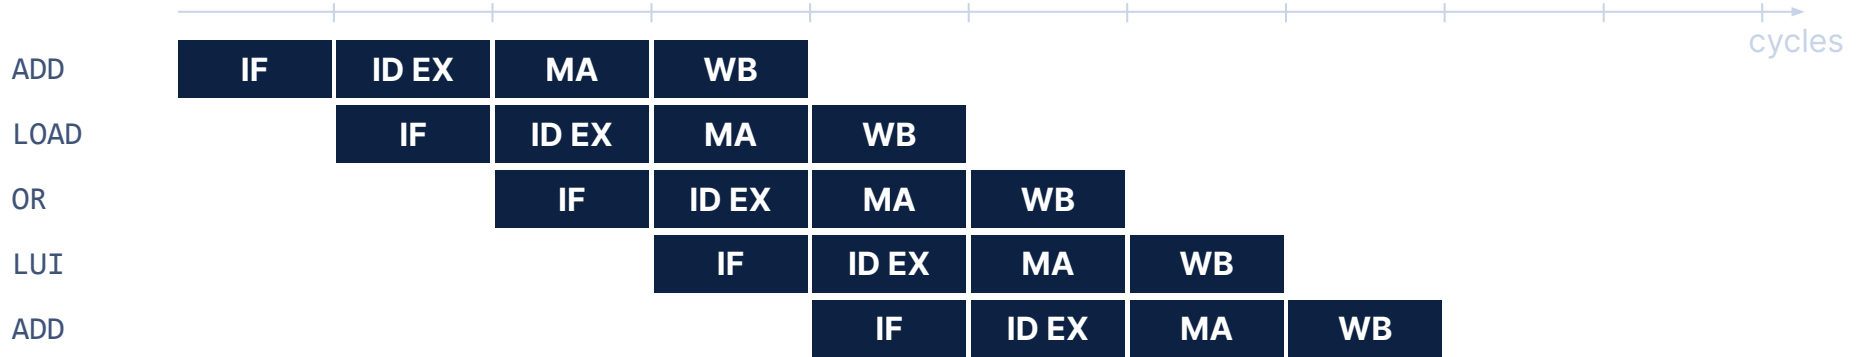 cycles
ADD IF ID EX MA WB
LOAD IF ID EX MA WB
OR IF ID EX MA WB
LUI IF ID EX MA WB
ADD IF ID EX MA WB